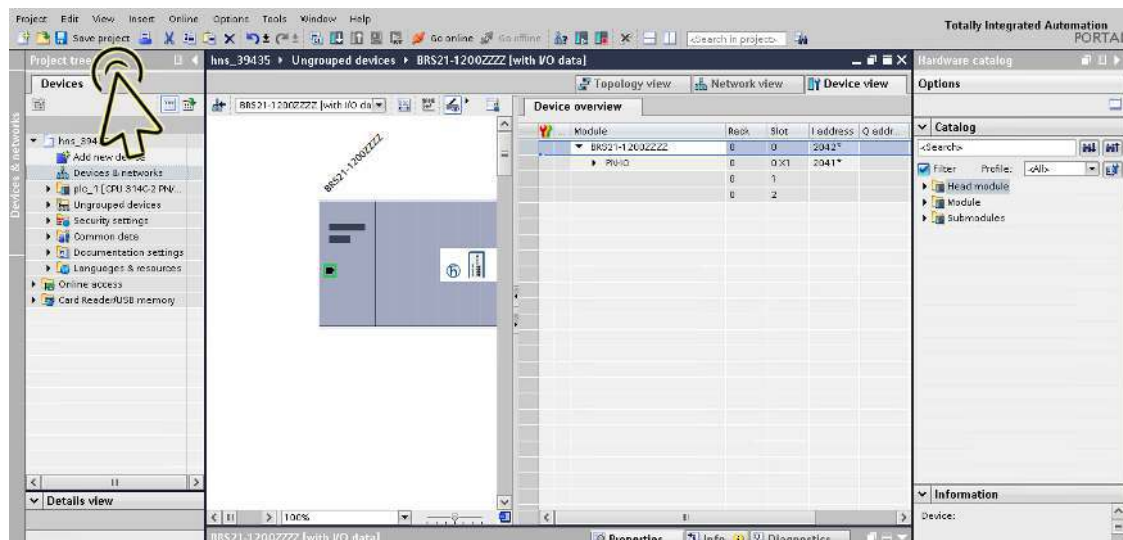 Project Edit View Insert Online Options Tools Window Help
Totally Integrated Automation
PORTAL
Save project
Go online
Go offline
<Search in project>
Project tree
hns_39435 › Ungrouped devices › BRS21-1200ZZZZ [with I/O data]
Hardware catalog
Devices
Topology view
Network view
Device view
Options
BRS21-1200ZZZZ [with I/O da
Device overview
Devices & networks
Module Rack Slot I address Q addr...
BRS21-1200ZZZZ 0 0 2042*
PN-IO 0 0 X1 2041*
0 1
0 2
BRS21-1200ZZZZ
Add new
Devices & networks
plc_1 [CPU 314C-2 PN/...
Ungrouped devices
Security settings
Common data
Documentation settings
Languages & resources
Online access
Card Reader/USB memory
Catalog
<Search>
Filter Profile: <All>
Head module
Module
Submodules
Details view
100%
Information
Device:
BRS21-1200ZZZZ [with I/O data]
Properties
Info
Diagnostics